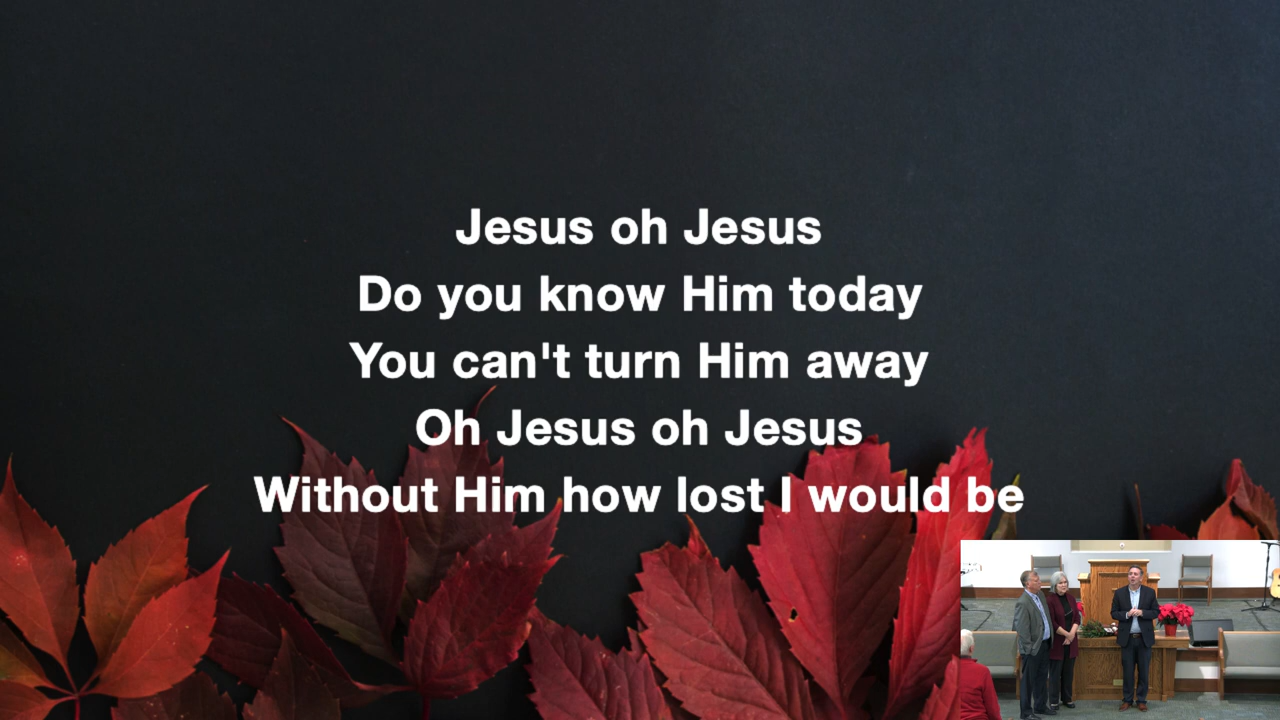 Jesus oh Jesus
Do you know Him today
You can't turn Him away
Oh Jesus oh Jesus
Without Him how lost I would be